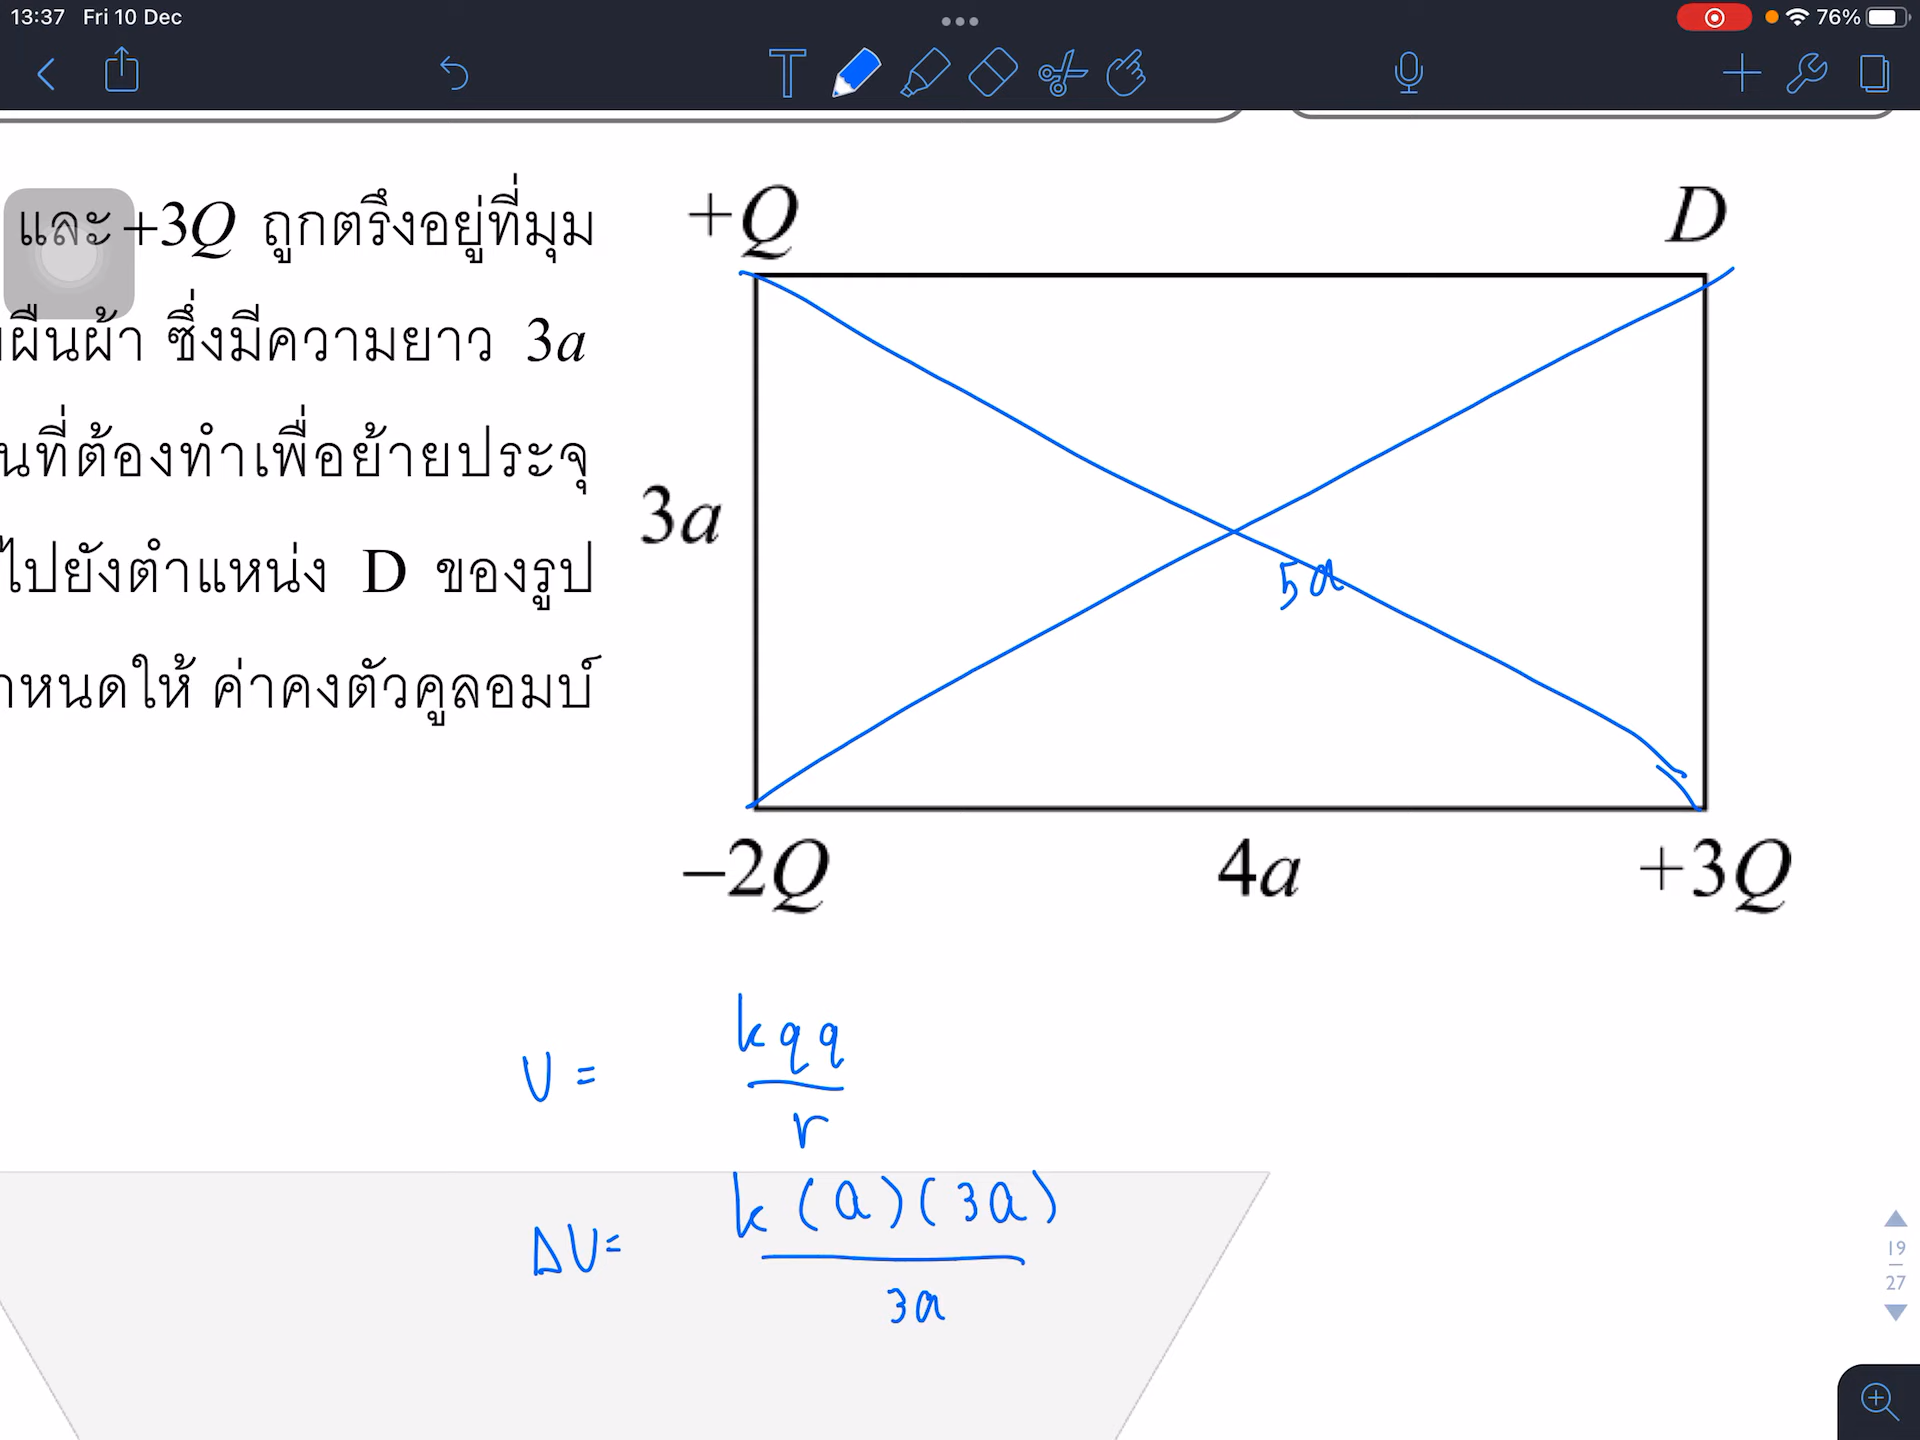 13:37 Fri 10 Dec
76%
T
และ +3Q ถูกตรึงอยู่ที่มุม
ผืนผ้า ซึ่งมีความยาว 3a
นที่ต้องทำเพื่อย้ายประจุ
ไปยังตำแหน่ง D ของรูป
หนดให้ ค่าคงตัวคูลอมบ์
+Q
D
3a
5a
−2Q
4a
+3Q
U = kqq
r
ΔU= k (a) (3a)
3a
19
27